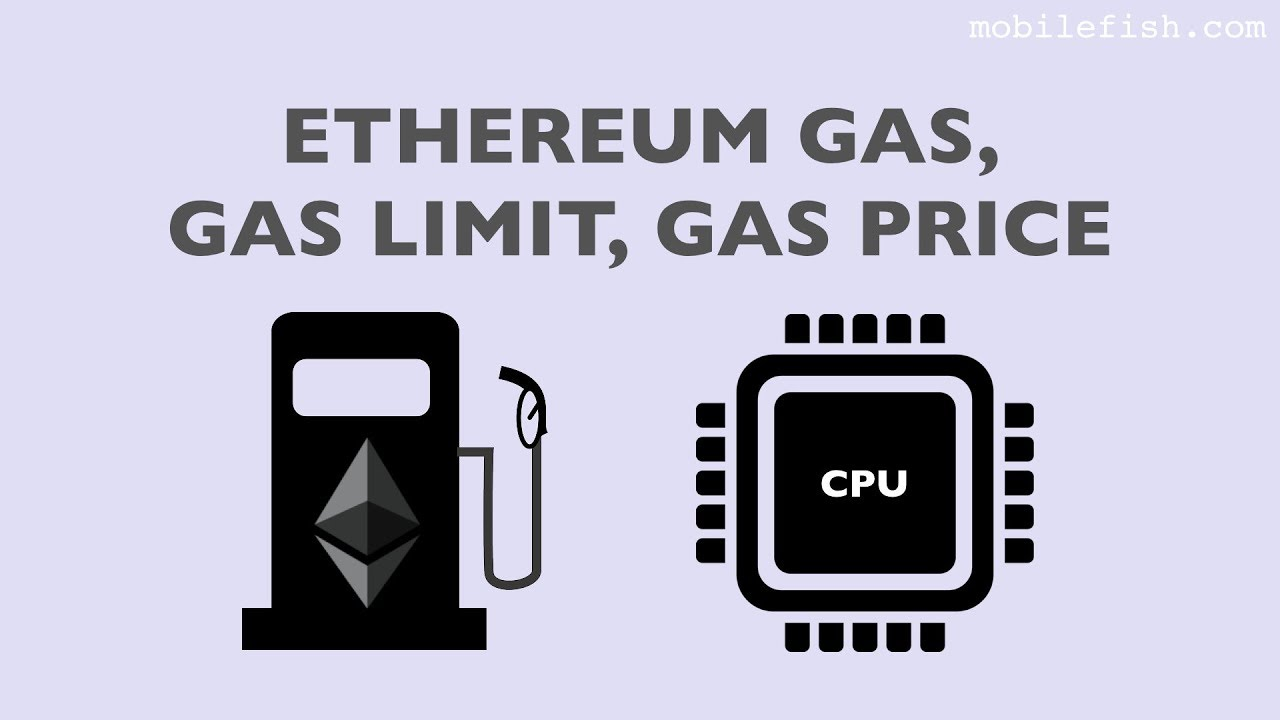 mobilefish.com
ETHEREUM GAS,
GAS LIMIT, GAS PRICE
CPU